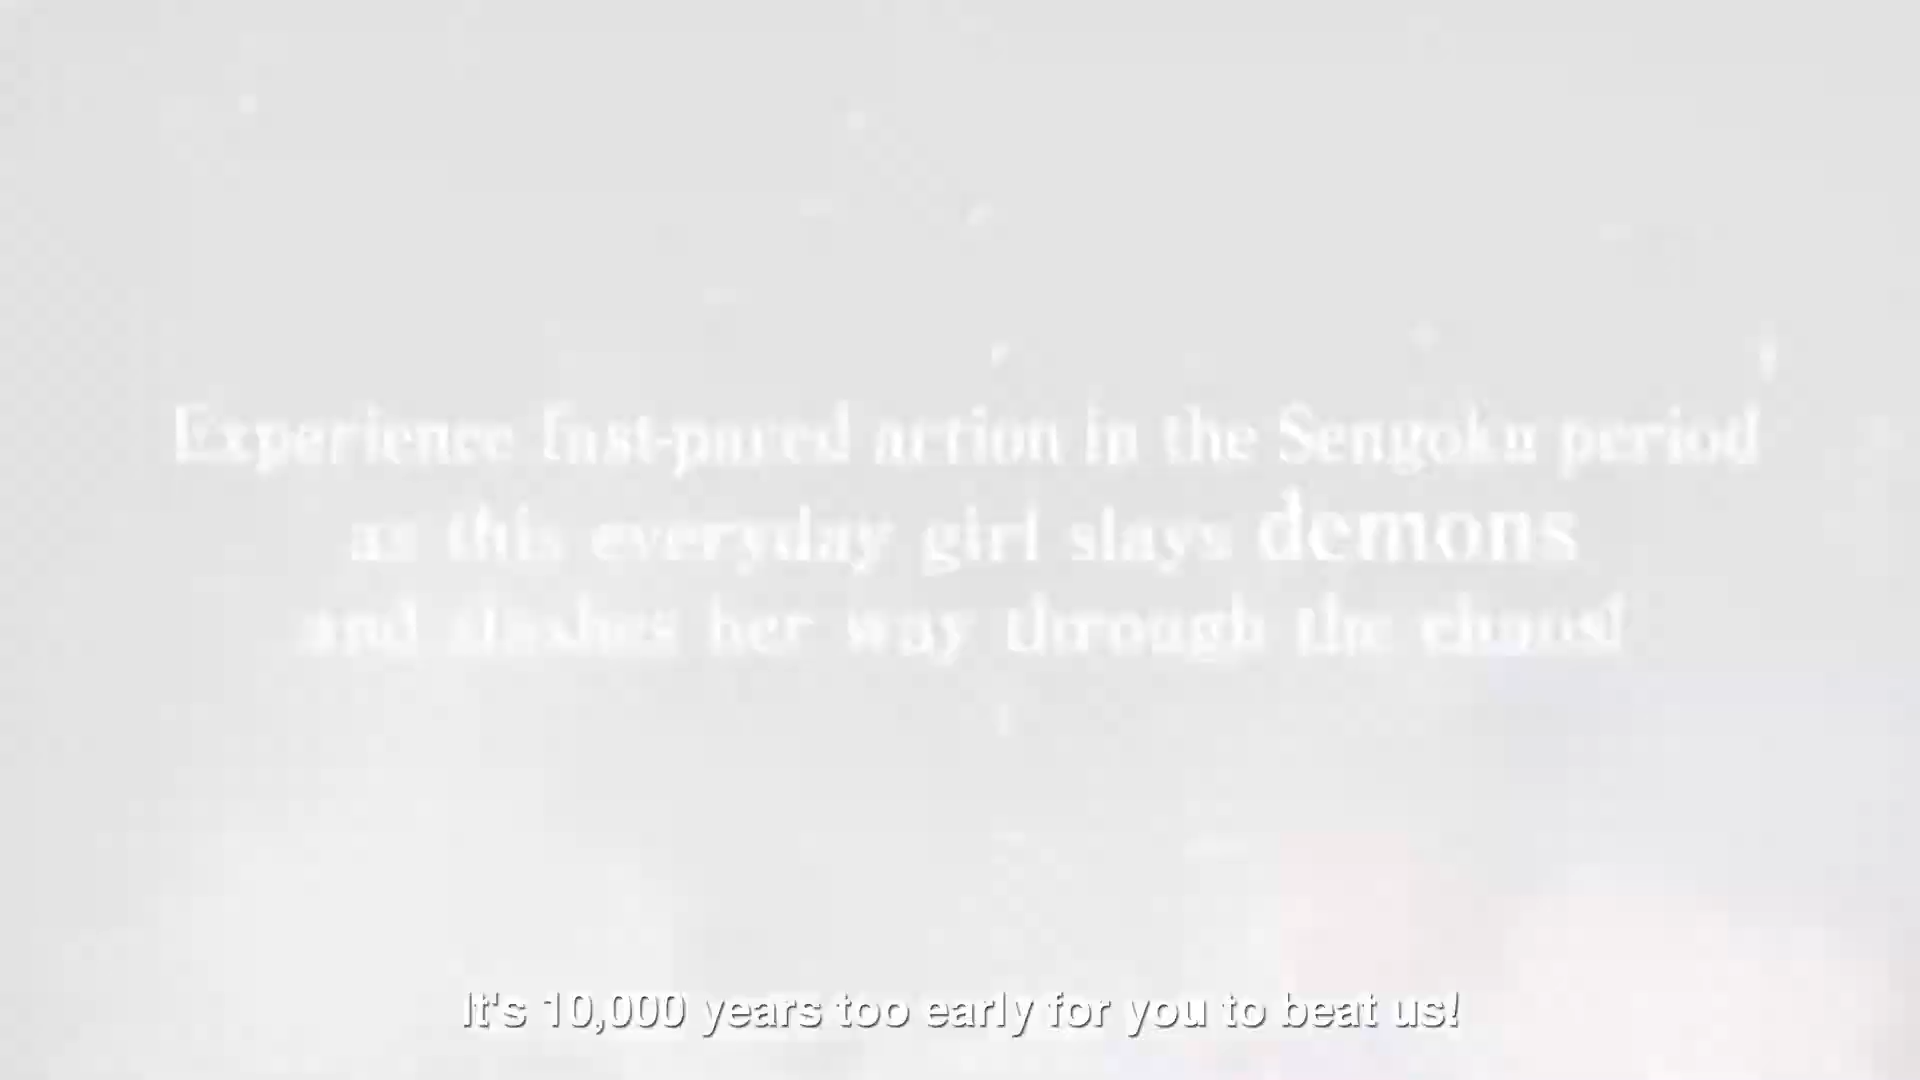 Experience fast-paced action in the Sengoku period
as this everyday girl slays demons
and slashes her way through the chaos!
It's 10,000 years too early for you to beat us!